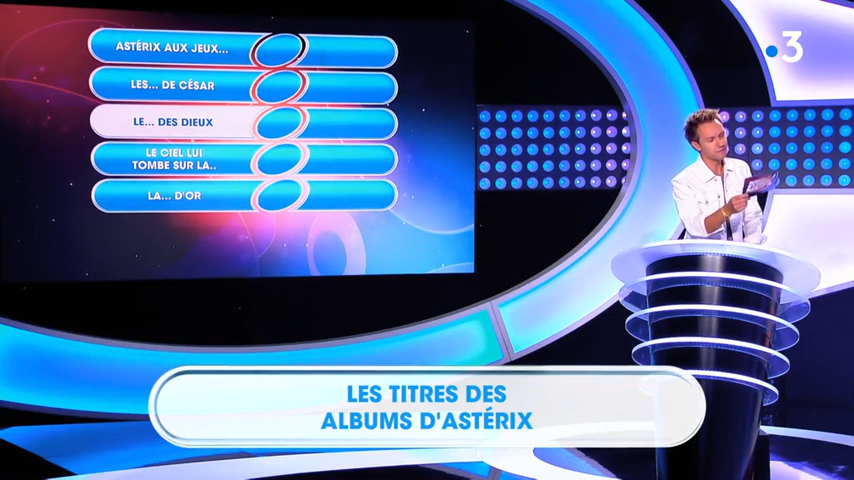 ASTÉRIX AUX JEUX...
LES... DE CÉSAR
LE... DES DIEUX
LE CIEL LUI
TOMBE SUR LA..
LA... D'OR
3
LES TITRES DES
ALBUMS D'ASTÉRIX